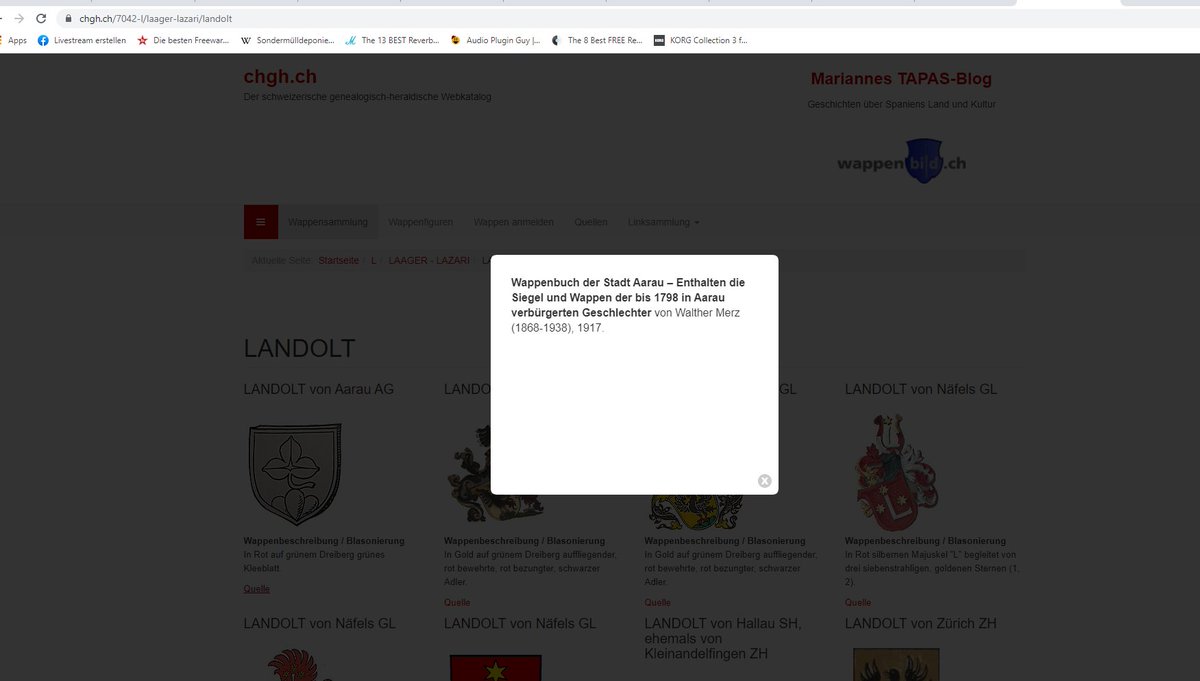 chgh.ch/7042-l/laager-lazari/landolt
Apps
Livestream erstellen
Die besten Freewar...
Sondermülldeponie...
The 13 BEST Reverb...
Audio Plugin Guy |...
The 8 Best FREE Re...
KORG Collection 3 f...
chgh.ch
Der schweizerische genealogisch-heraldische Webkatalog
Mariannes TAPAS-Blog
Geschichten über Spaniens Land und Kultur
wappenbild.ch
Wappensammlung
Wappenfiguren
Wappen anmelden
Quellen
Linksammlung
Aktuelle Seite: Startseite / L / LAAGER - LAZARI / LA
Wappenbuch der Stadt Aarau – Enthalten die
Siegel und Wappen der bis 1798 in Aarau
verbürgerten Geschlechter von Walther Merz
(1868-1938), 1917.
LANDOLT
LANDOLT von Aarau AG
Wappenbeschreibung / Blasonierung
In Rot auf grünem Dreiberg grünes
Kleeblatt.
Quelle
LANDO
Wappenbeschreibung / Blasonierung
In Gold auf grünem Dreiberg auffliegender,
rot bewehrte, rot bezungter, schwarzer
Adler.
Quelle
GL
Wappenbeschreibung / Blasonierung
In Gold auf grünem Dreiberg auffliegender,
rot bewehrte, rot bezungter, schwarzer
Adler.
Quelle
LANDOLT von Näfels GL
L
Wappenbeschreibung / Blasonierung
In Rot silbernen Majuskel "L" begleitet von
drei siebenstrahligen, goldenen Sternen (1,
2).
Quelle
LANDOLT von Näfels GL
LANDOLT von Näfels GL
LANDOLT von Hallau SH,
ehemals von
Kleinandelfingen ZH
LANDOLT von Zürich ZH